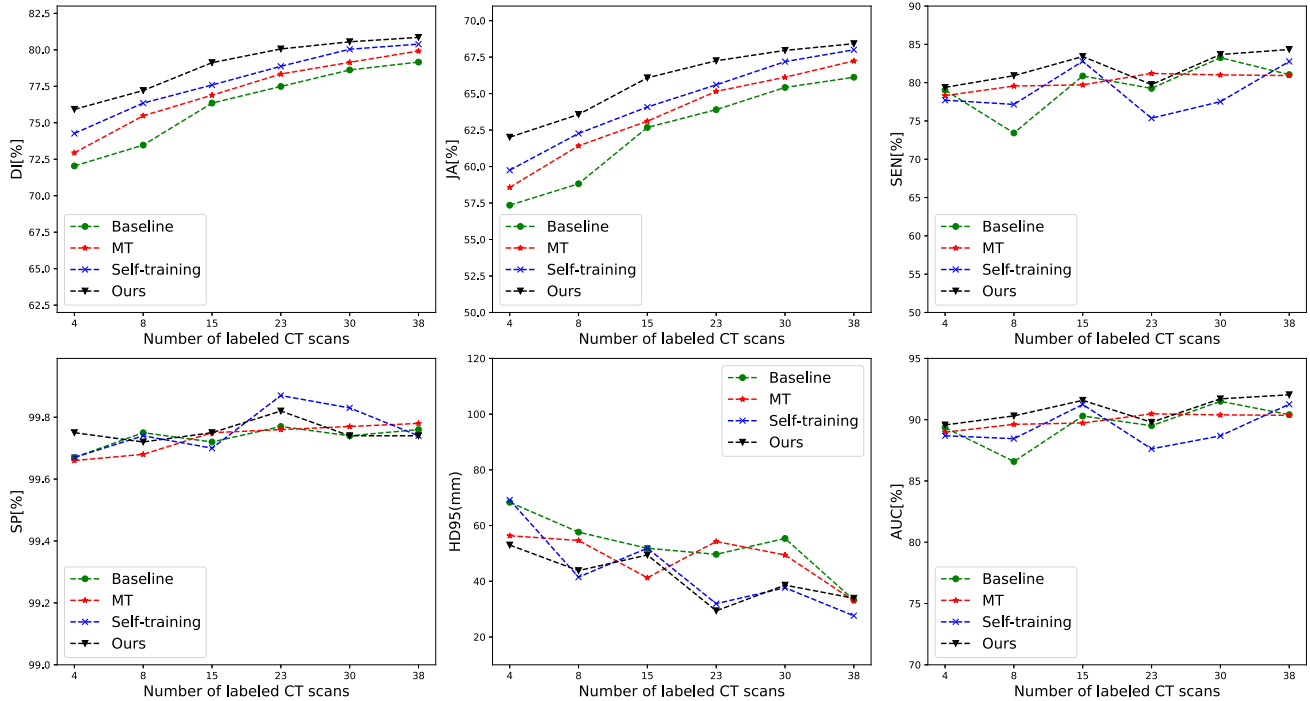 82.5
80.0
77.5
75.0
72.5
70.0
67.5
65.0
62.5
DI[%]
Baseline
MT
Self-training
Ours
4 8 15 23 30 38
Number of labeled CT scans
70.0
67.5
65.0
62.5
60.0
57.5
55.0
52.5
50.0
JA[%]
Baseline
MT
Self-training
Ours
4 8 15 23 30 38
Number of labeled CT scans
90
85
80
75
70
65
60
55
50
SEN[%]
Baseline
MT
Self-training
Ours
4 8 15 23 30 38
Number of labeled CT scans
99.8
99.6
99.4
99.2
99.0
SP[%]
Baseline
MT
Self-training
Ours
4 8 15 23 30 38
Number of labeled CT scans
120
100
80
60
40
20
HD95(mm)
Baseline
MT
Self-training
Ours
4 8 15 23 30 38
Number of labeled CT scans
95
90
85
80
75
70
AUC[%]
Baseline
MT
Self-training
Ours
4 8 15 23 30 38
Number of labeled CT scans